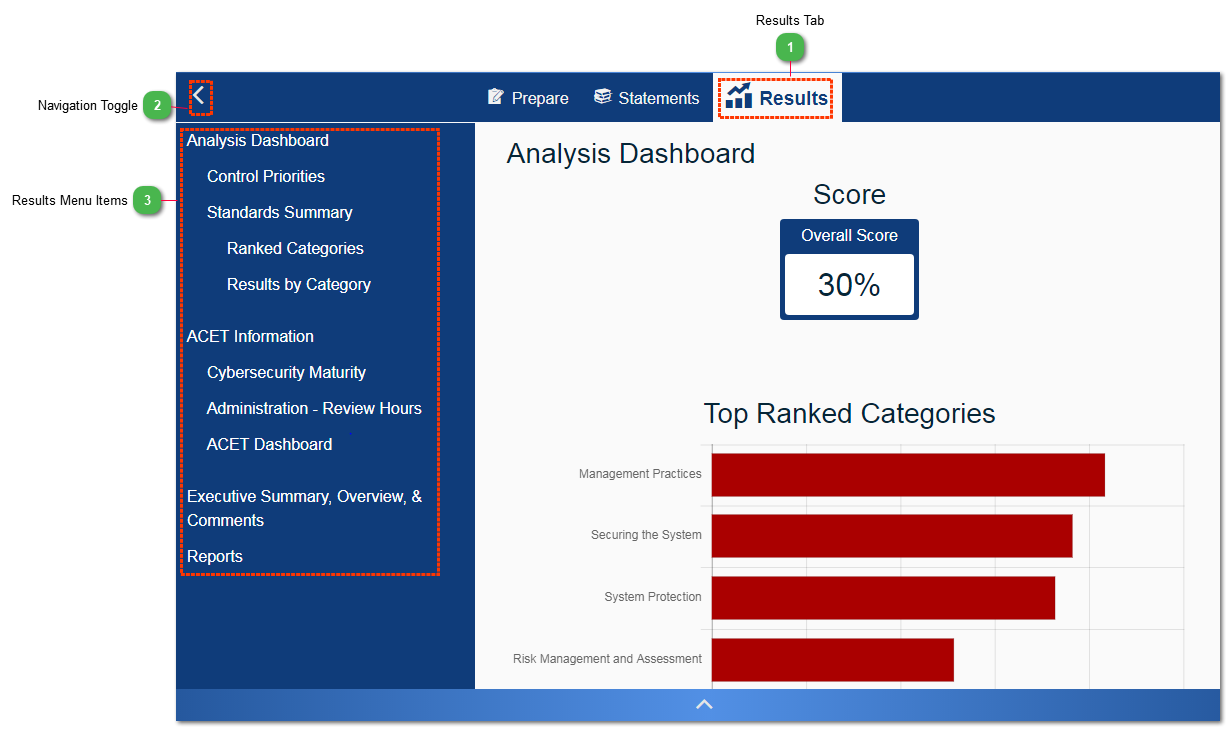 Results Tab
1
Navigation Toggle 2
Prepare
Statements
Results
Results Menu Items 3
Analysis Dashboard
Control Priorities
Standards Summary
Ranked Categories
Results by Category
ACET Information
Cybersecurity Maturity
Administration - Review Hours
ACET Dashboard
Executive Summary, Overview, &
Comments
Reports
Analysis Dashboard
Score
Overall Score
30%
Top Ranked Categories
Management Practices
Securing the System
System Protection
Risk Management and Assessment